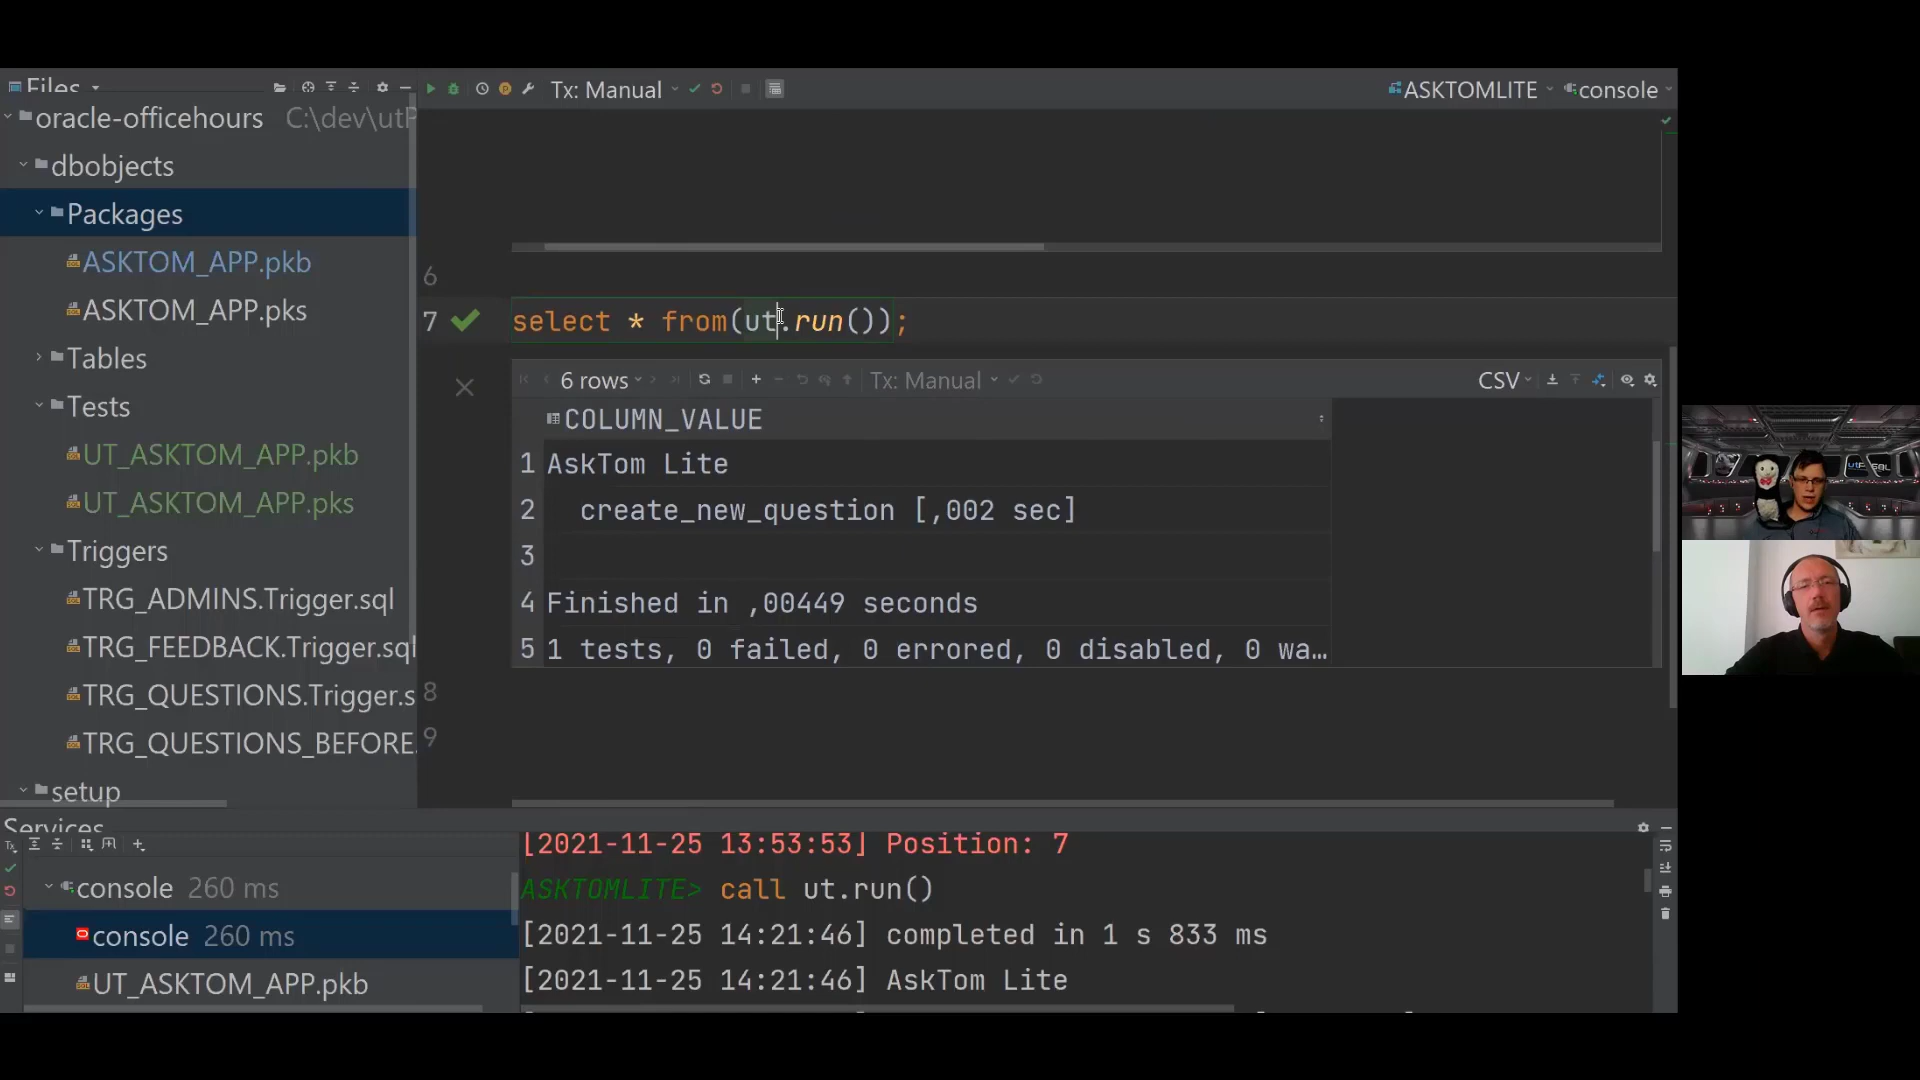 Files
Tx: Manual
ASKTOMLITE
console
oracle-officehours C:\dev\utP
dbobjects
Packages
ASKTOM_APP.pkb
ASKTOM_APP.pks
Tables
Tests
UT_ASKTOM_APP.pkb
UT_ASKTOM_APP.pks
Triggers
TRG_ADMINS.Trigger.sql
TRG_FEEDBACK.Trigger.sql
TRG_QUESTIONS.Trigger.s
TRG_QUESTIONS_BEFORE.
setup
6
7 select * from(ut.run());
6 rows Tx: Manual CSV
COLUMN_VALUE
1 AskTom Lite
2 create_new_question [,002 sec]
3
4 Finished in ,00449 seconds
5 1 tests, 0 failed, 0 errored, 0 disabled, 0 wa…
8
9
Services
Tx
console 260 ms
console 260 ms
UT_ASKTOM_APP.pkb
[2021-11-25 13:53:53] Position: 7
ASKTOMLITE> call ut.run()
[2021-11-25 14:21:46] completed in 1 s 833 ms
[2021-11-25 14:21:46] AskTom Lite